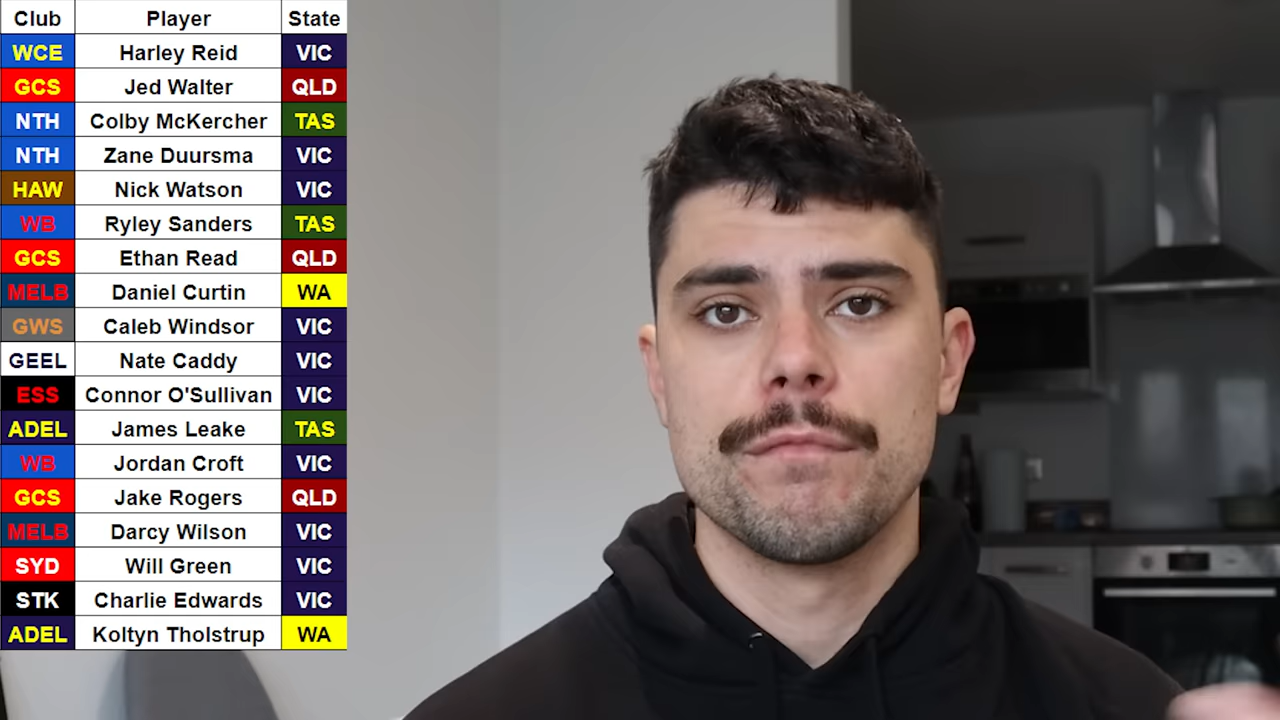 Club Player State
WCE Harley Reid VIC
GCS Jed Walter QLD
NTH Colby McKercher TAS
NTH Zane Duursma VIC
HAW Nick Watson VIC
WB Ryley Sanders TAS
GCS Ethan Read QLD
MELB Daniel Curtin WA
GWS Caleb Windsor VIC
GEEL Nate Caddy VIC
ESS Connor O'Sullivan VIC
ADEL James Leake TAS
WB Jordan Croft VIC
GCS Jake Rogers QLD
MELB Darcy Wilson VIC
SYD Will Green VIC
STK Charlie Edwards VIC
ADEL Koltyn Tholstrup WA